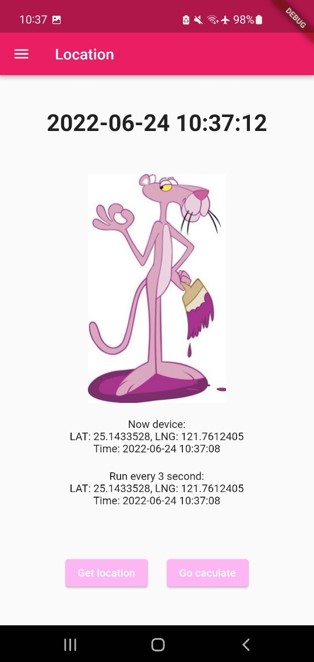 10:37
98%
DEBUG
Location
2022-06-24 10:37:12
Now device:
LAT: 25.1433528, LNG: 121.7612405
Time: 2022-06-24 10:37:08
Run every 3 second:
LAT: 25.1433528, LNG: 121.7612405
Time: 2022-06-24 10:37:08
Get location
Go caculate